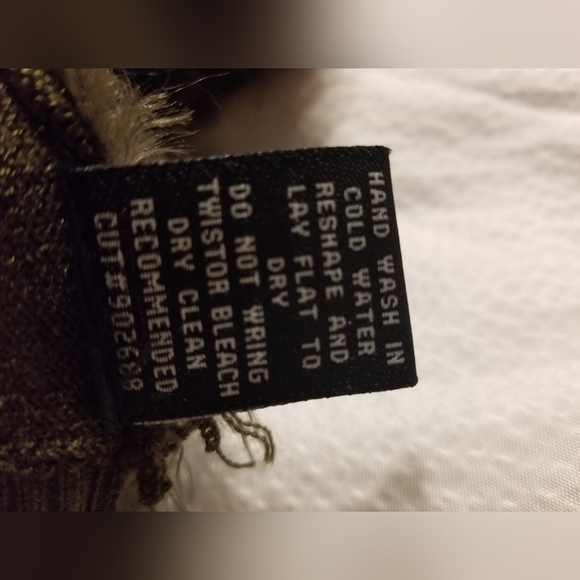 HAND WASH IN
COLD WATER
RESHAPE AND
LAY FLAT TO
DRY
DO NOT WRING
TWISTOR BLEACH
DRY CLEAN
RECOMMENDED
CUT#902688